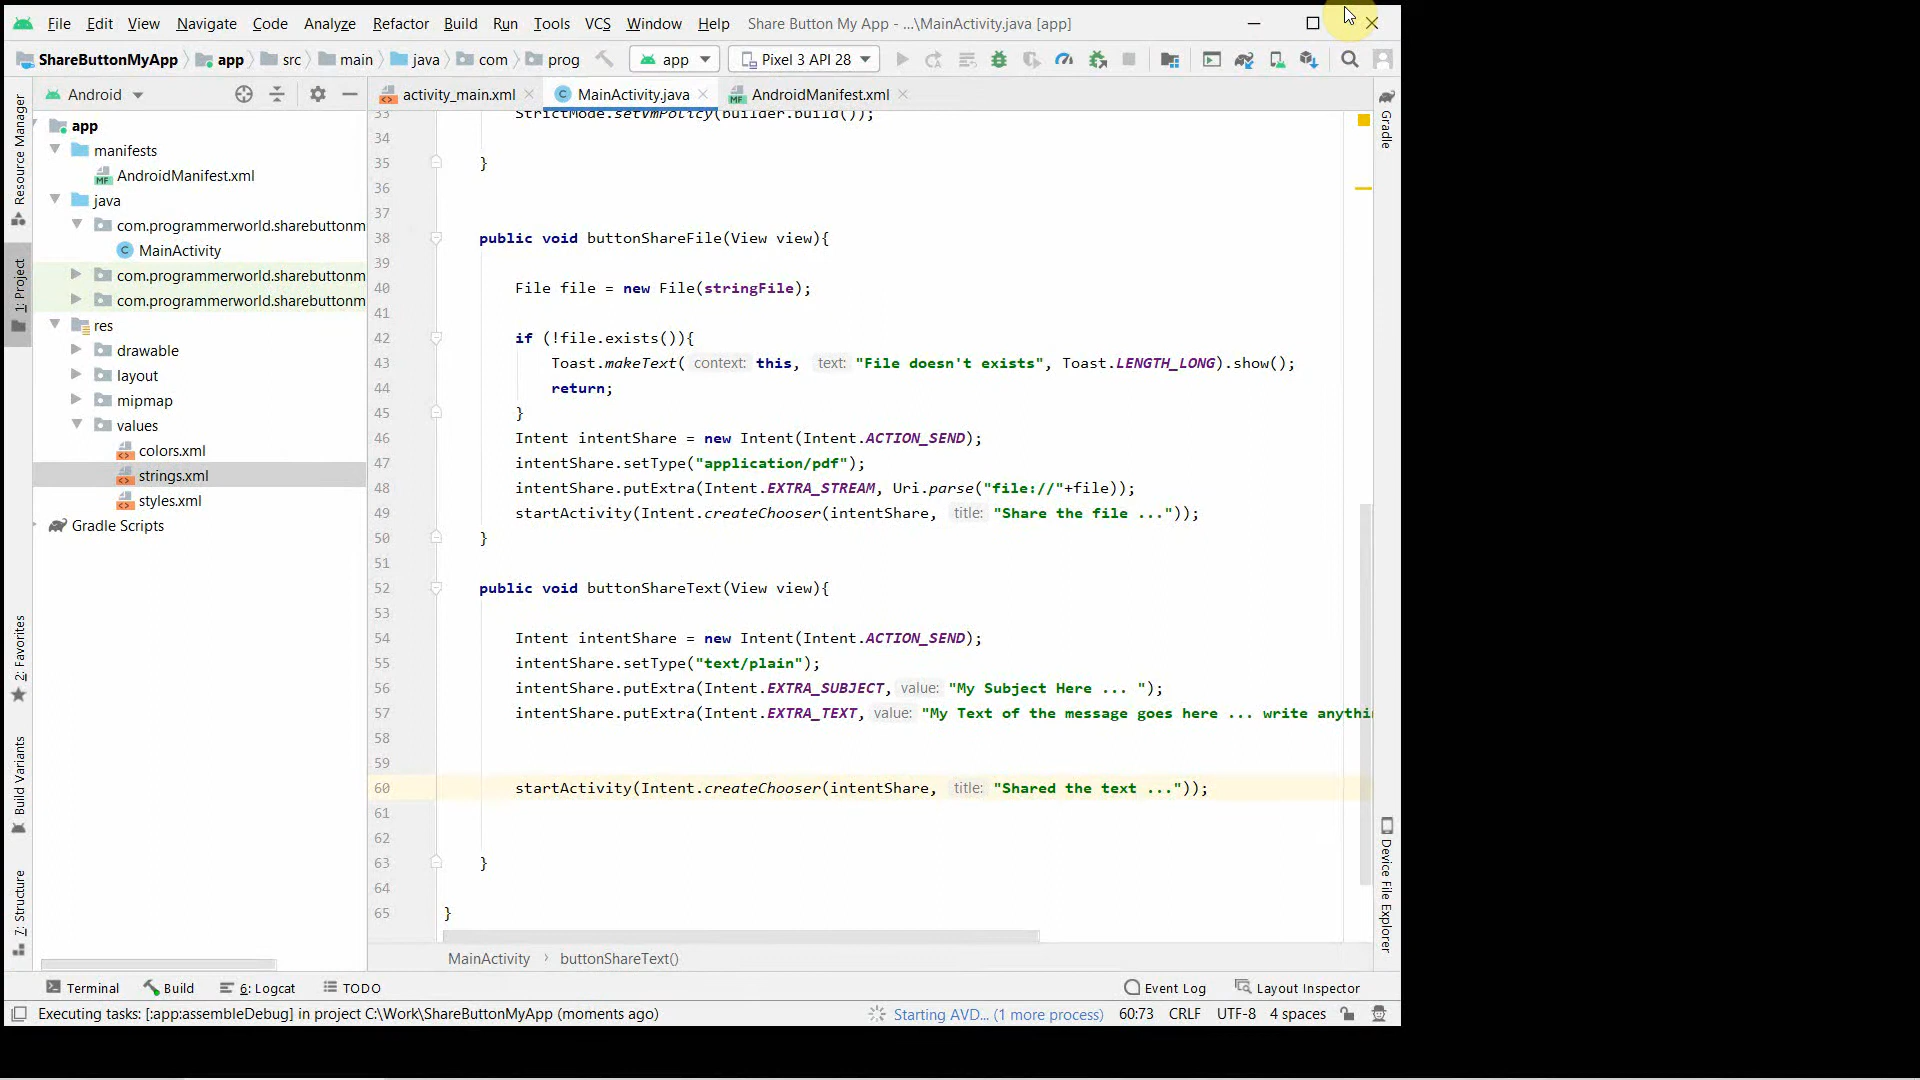 File Edit View Navigate Code Analyze Refactor Build Run Tools VCS Window Help Share Button My App - ...\MainActivity.java [app]
ShareButtonMyApp app src main java com prog app Pixel 3 API 28
Android activity_main.xml MainActivity.java AndroidManifest.xml
Resource Manager
1: Project
2: Favorites
Build Variants
7: Structure
app
manifests
AndroidManifest.xml
java
com.programmerworld.sharebuttonm
MainActivity
com.programmerworld.sharebuttonm
com.programmerworld.sharebuttonm
res
drawable
layout
mipmap
values
colors.xml
strings.xml
styles.xml
Gradle Scripts
33 StrictMode.setVmPolicy(builder.build());
34
35 }
36
37
38 public void buttonShareFile(View view){
39
40 File file = new File(stringFile);
41
42 if (!file.exists()){
43 Toast.makeText( context: this, text: "File doesn't exists", Toast.LENGTH_LONG).show();
44 return;
45 }
46 Intent intentShare = new Intent(Intent.ACTION_SEND);
47 intentShare.setType("application/pdf");
48 intentShare.putExtra(Intent.EXTRA_STREAM, Uri.parse("file://"+file));
49 startActivity(Intent.createChooser(intentShare, title: "Share the file ..."));
50 }
51
52 public void buttonShareText(View view){
53
54 Intent intentShare = new Intent(Intent.ACTION_SEND);
55 intentShare.setType("text/plain");
56 intentShare.putExtra(Intent.EXTRA_SUBJECT, value: "My Subject Here ... ");
57 intentShare.putExtra(Intent.EXTRA_TEXT, value: "My Text of the message goes here ... write anythin
58
59
60 startActivity(Intent.createChooser(intentShare, title: "Shared the text ..."));
61
62
63 }
64
65 }
Gradle
Device File Explorer
MainActivity › buttonShareText()
Terminal Build 6: Logcat TODO Event Log Layout Inspector
Executing tasks: [:app:assembleDebug] in project C:\Work\ShareButtonMyApp (moments ago) Starting AVD... (1 more process) 60:73 CRLF UTF-8 4 spaces